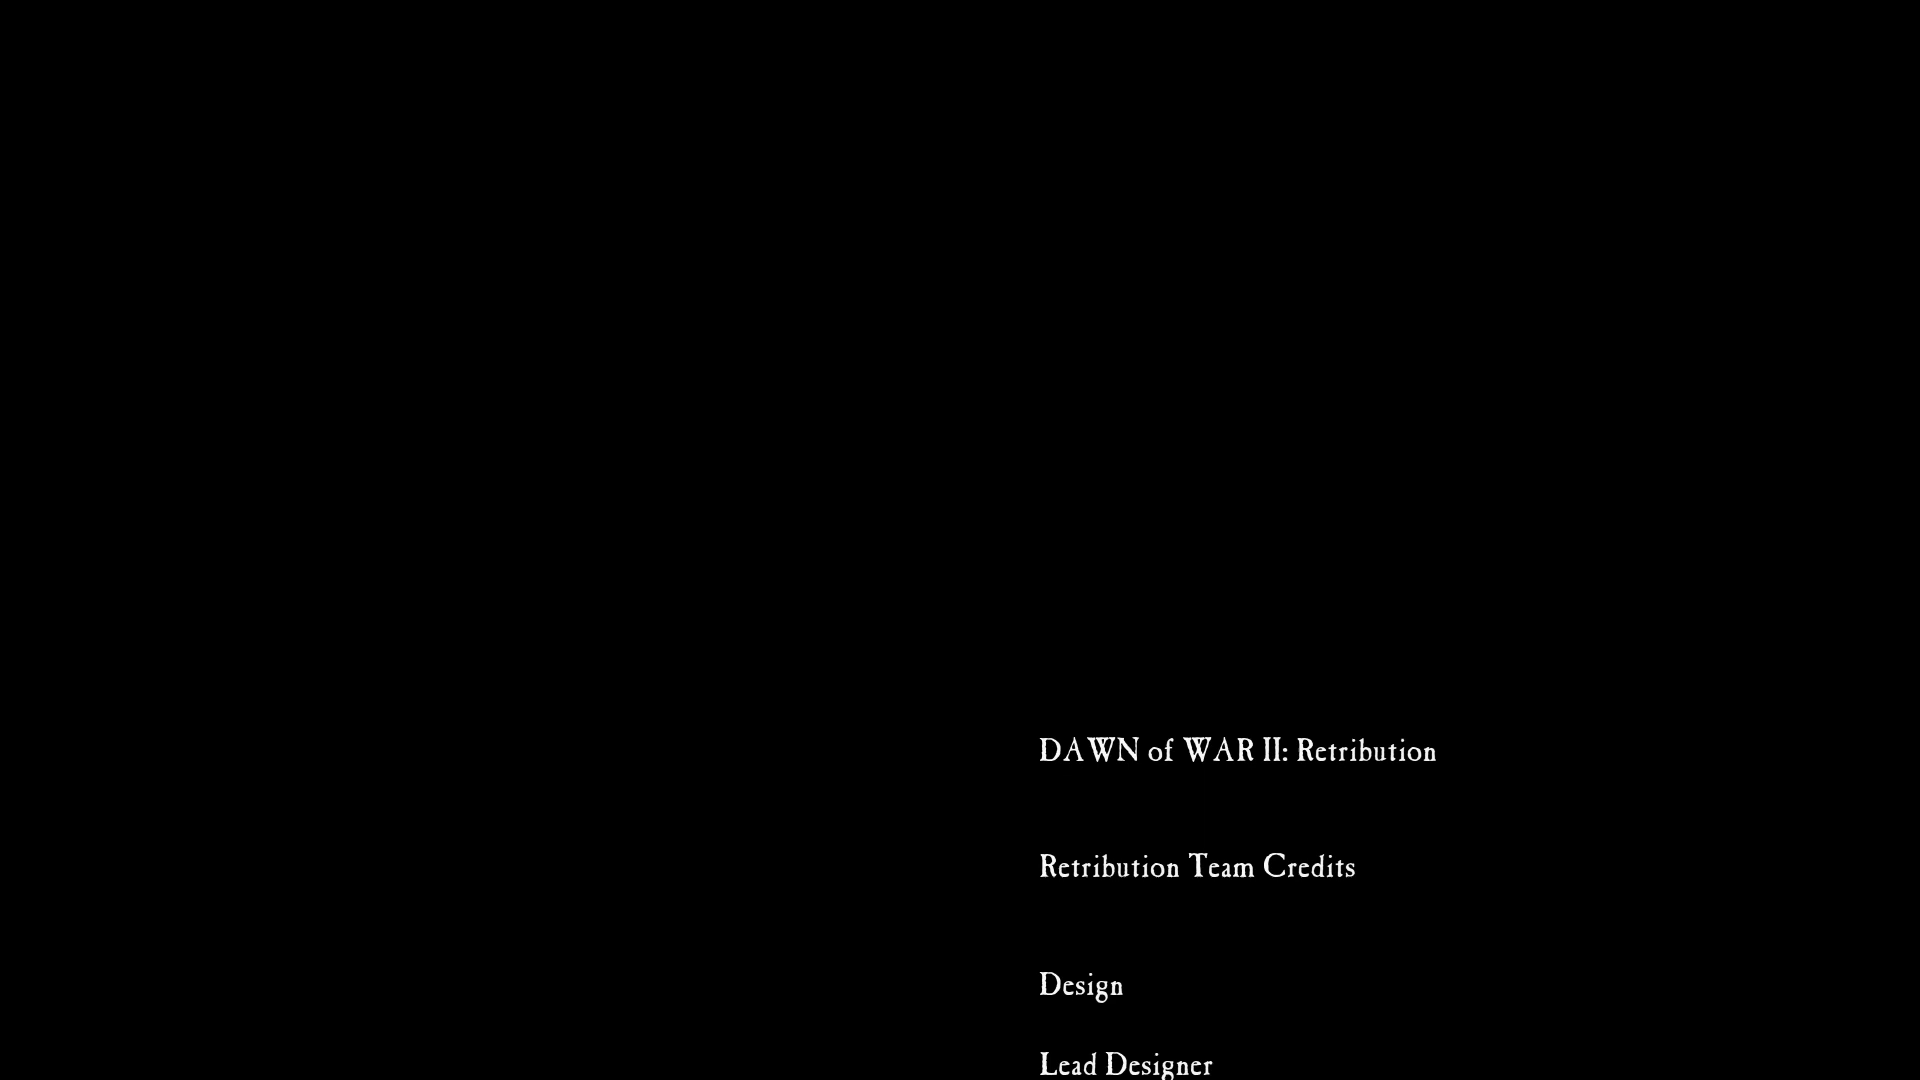 DAWN of WAR II: Retribution
Retribution Team Credits
Design
Lead Designer